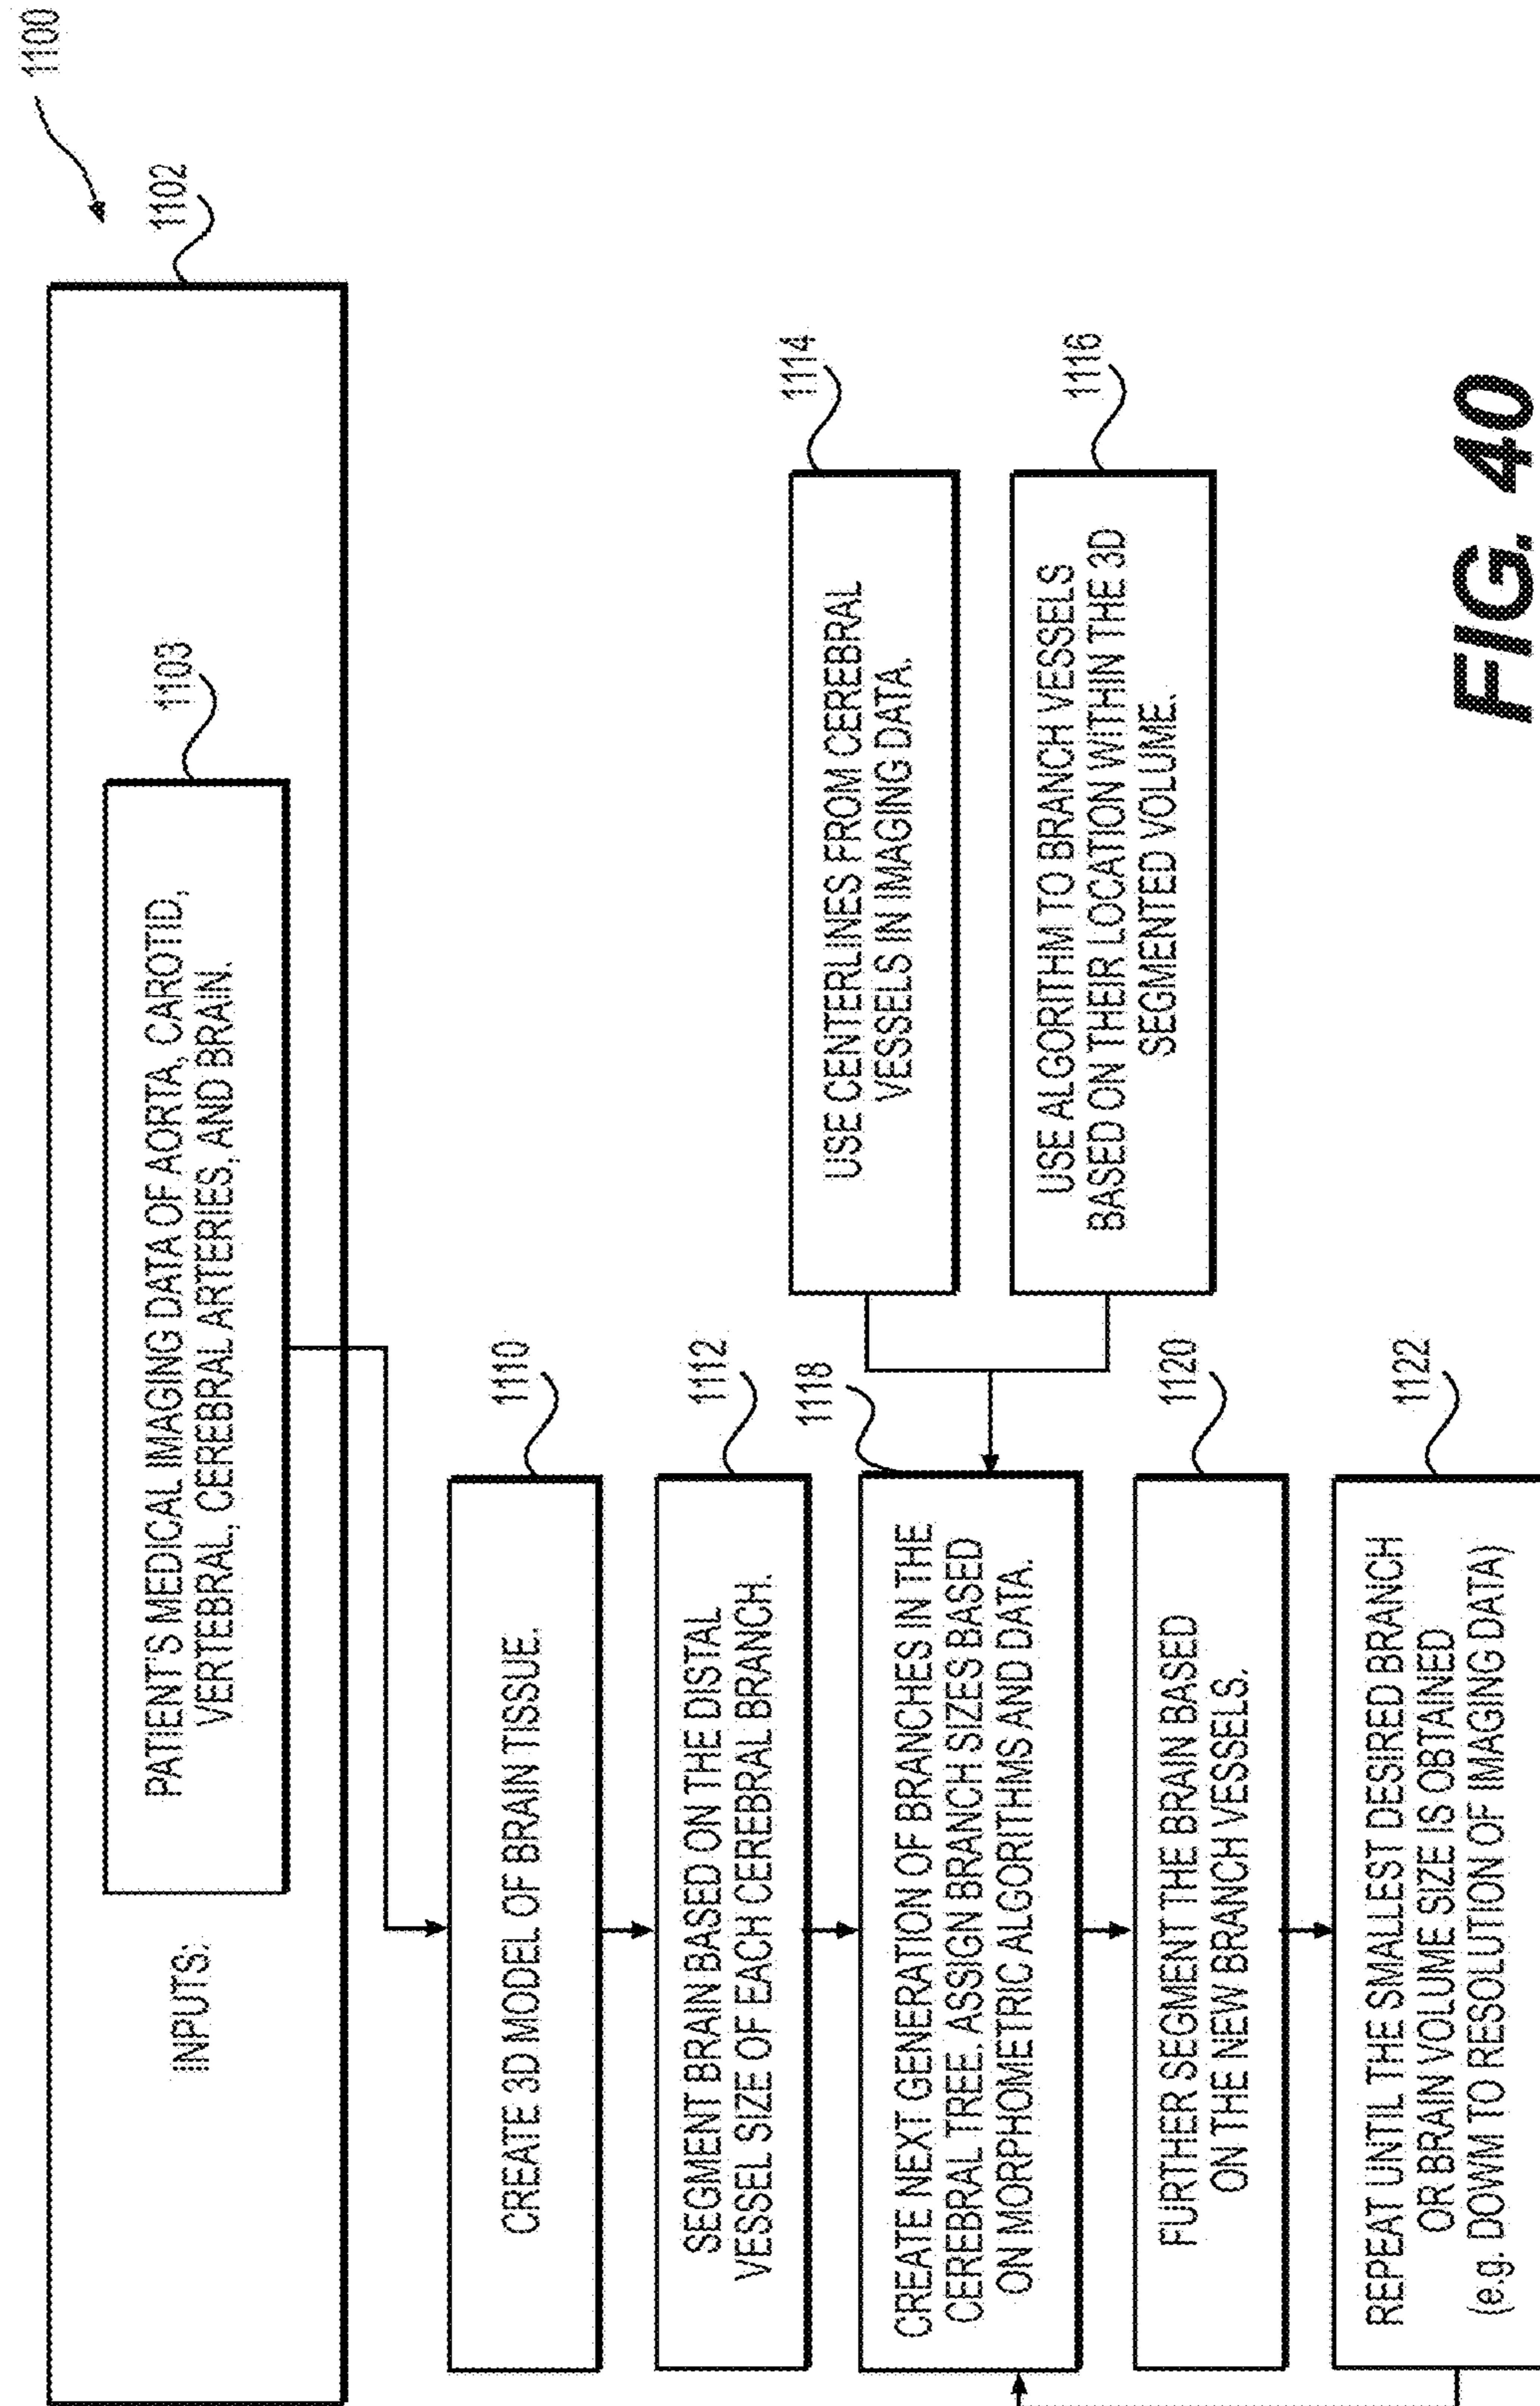 1100
1102
INPUTS:
1103
PATIENT'S MEDICAL IMAGING DATA OF AORTA, CAROTID,
VERTEBRAL, CEREBRAL ARTERIES, AND BRAIN.
1110
CREATE 3D MODEL OF BRAIN TISSUE.
1112
SEGMENT BRAIN BASED ON THE DISTAL
VESSEL SIZE OF EACH CEREBRAL BRANCH.
1114
USE CENTERLINES FROM CEREBRAL
VESSELS IN IMAGING DATA.
1118
CREATE NEXT GENERATION OF BRANCHES IN THE
CEREBRAL TREE. ASSIGN BRANCH SIZES BASED
ON MORPHOMETRIC ALGORITHMS AND DATA.
1116
USE ALGORITHM TO BRANCH VESSELS
BASED ON THEIR LOCATION WITHIN THE 3D
SEGMENTED VOLUME.
1120
FURTHER SEGMENT THE BRAIN BASED
ON THE NEW BRANCH VESSELS.
1122
REPEAT UNTIL THE SMALLEST DESIRED BRANCH
OR BRAIN VOLUME SIZE IS OBTAINED
(e.g. DOWM TO RESOLUTION OF IMAGING DATA)
FIG. 40